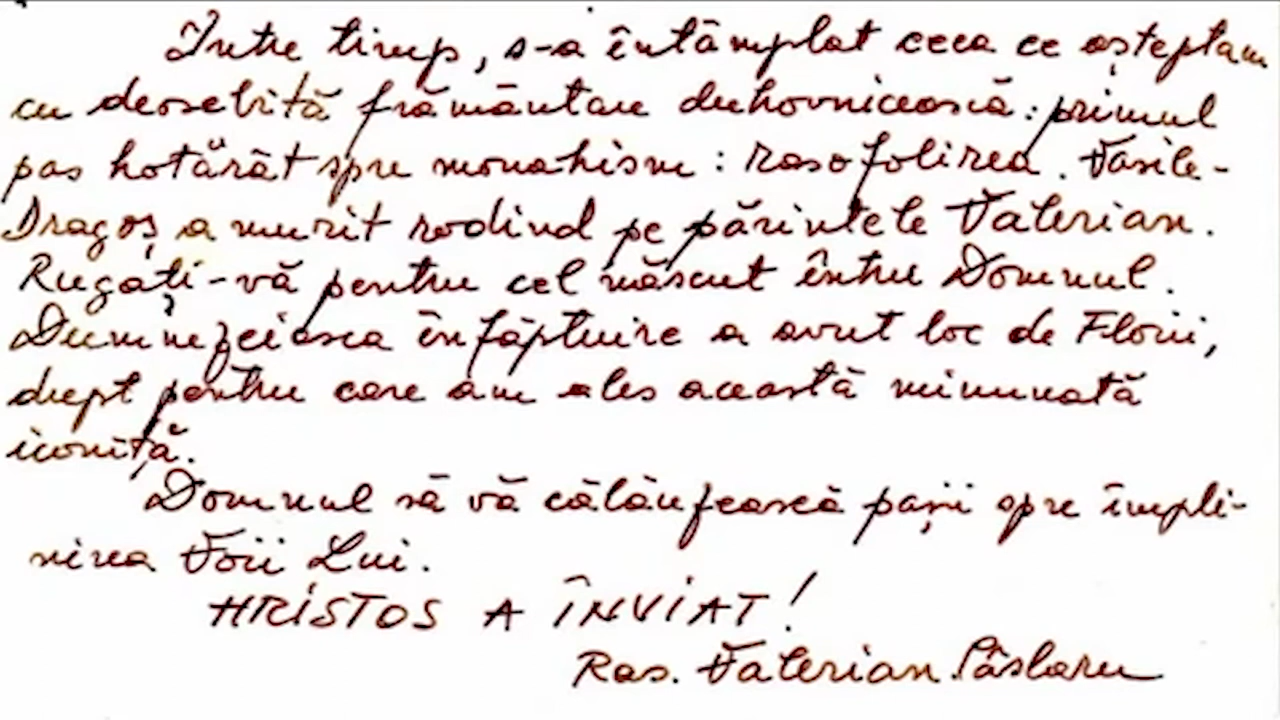 Între timp, s-a întâmplat ceea ce așteptam
cu deosebită frământare duhovnicească: primul
pas hotărât spre monahism: rasofolirea. Vasile-
Dragoș a murit rodind pe părintele Valerian.
Rugați-vă pentru cel născut întru Domnul.
Dumnezeiasca înfăptuire a avut loc de Florii,
drept pentru care am ales această minunată
iconiță.
Domnul să vă călăuzească pașii spre împli-
nirea Voii Lui.
HRISTOS A ÎNVIAT!
Ras. Valerian Pâslaru